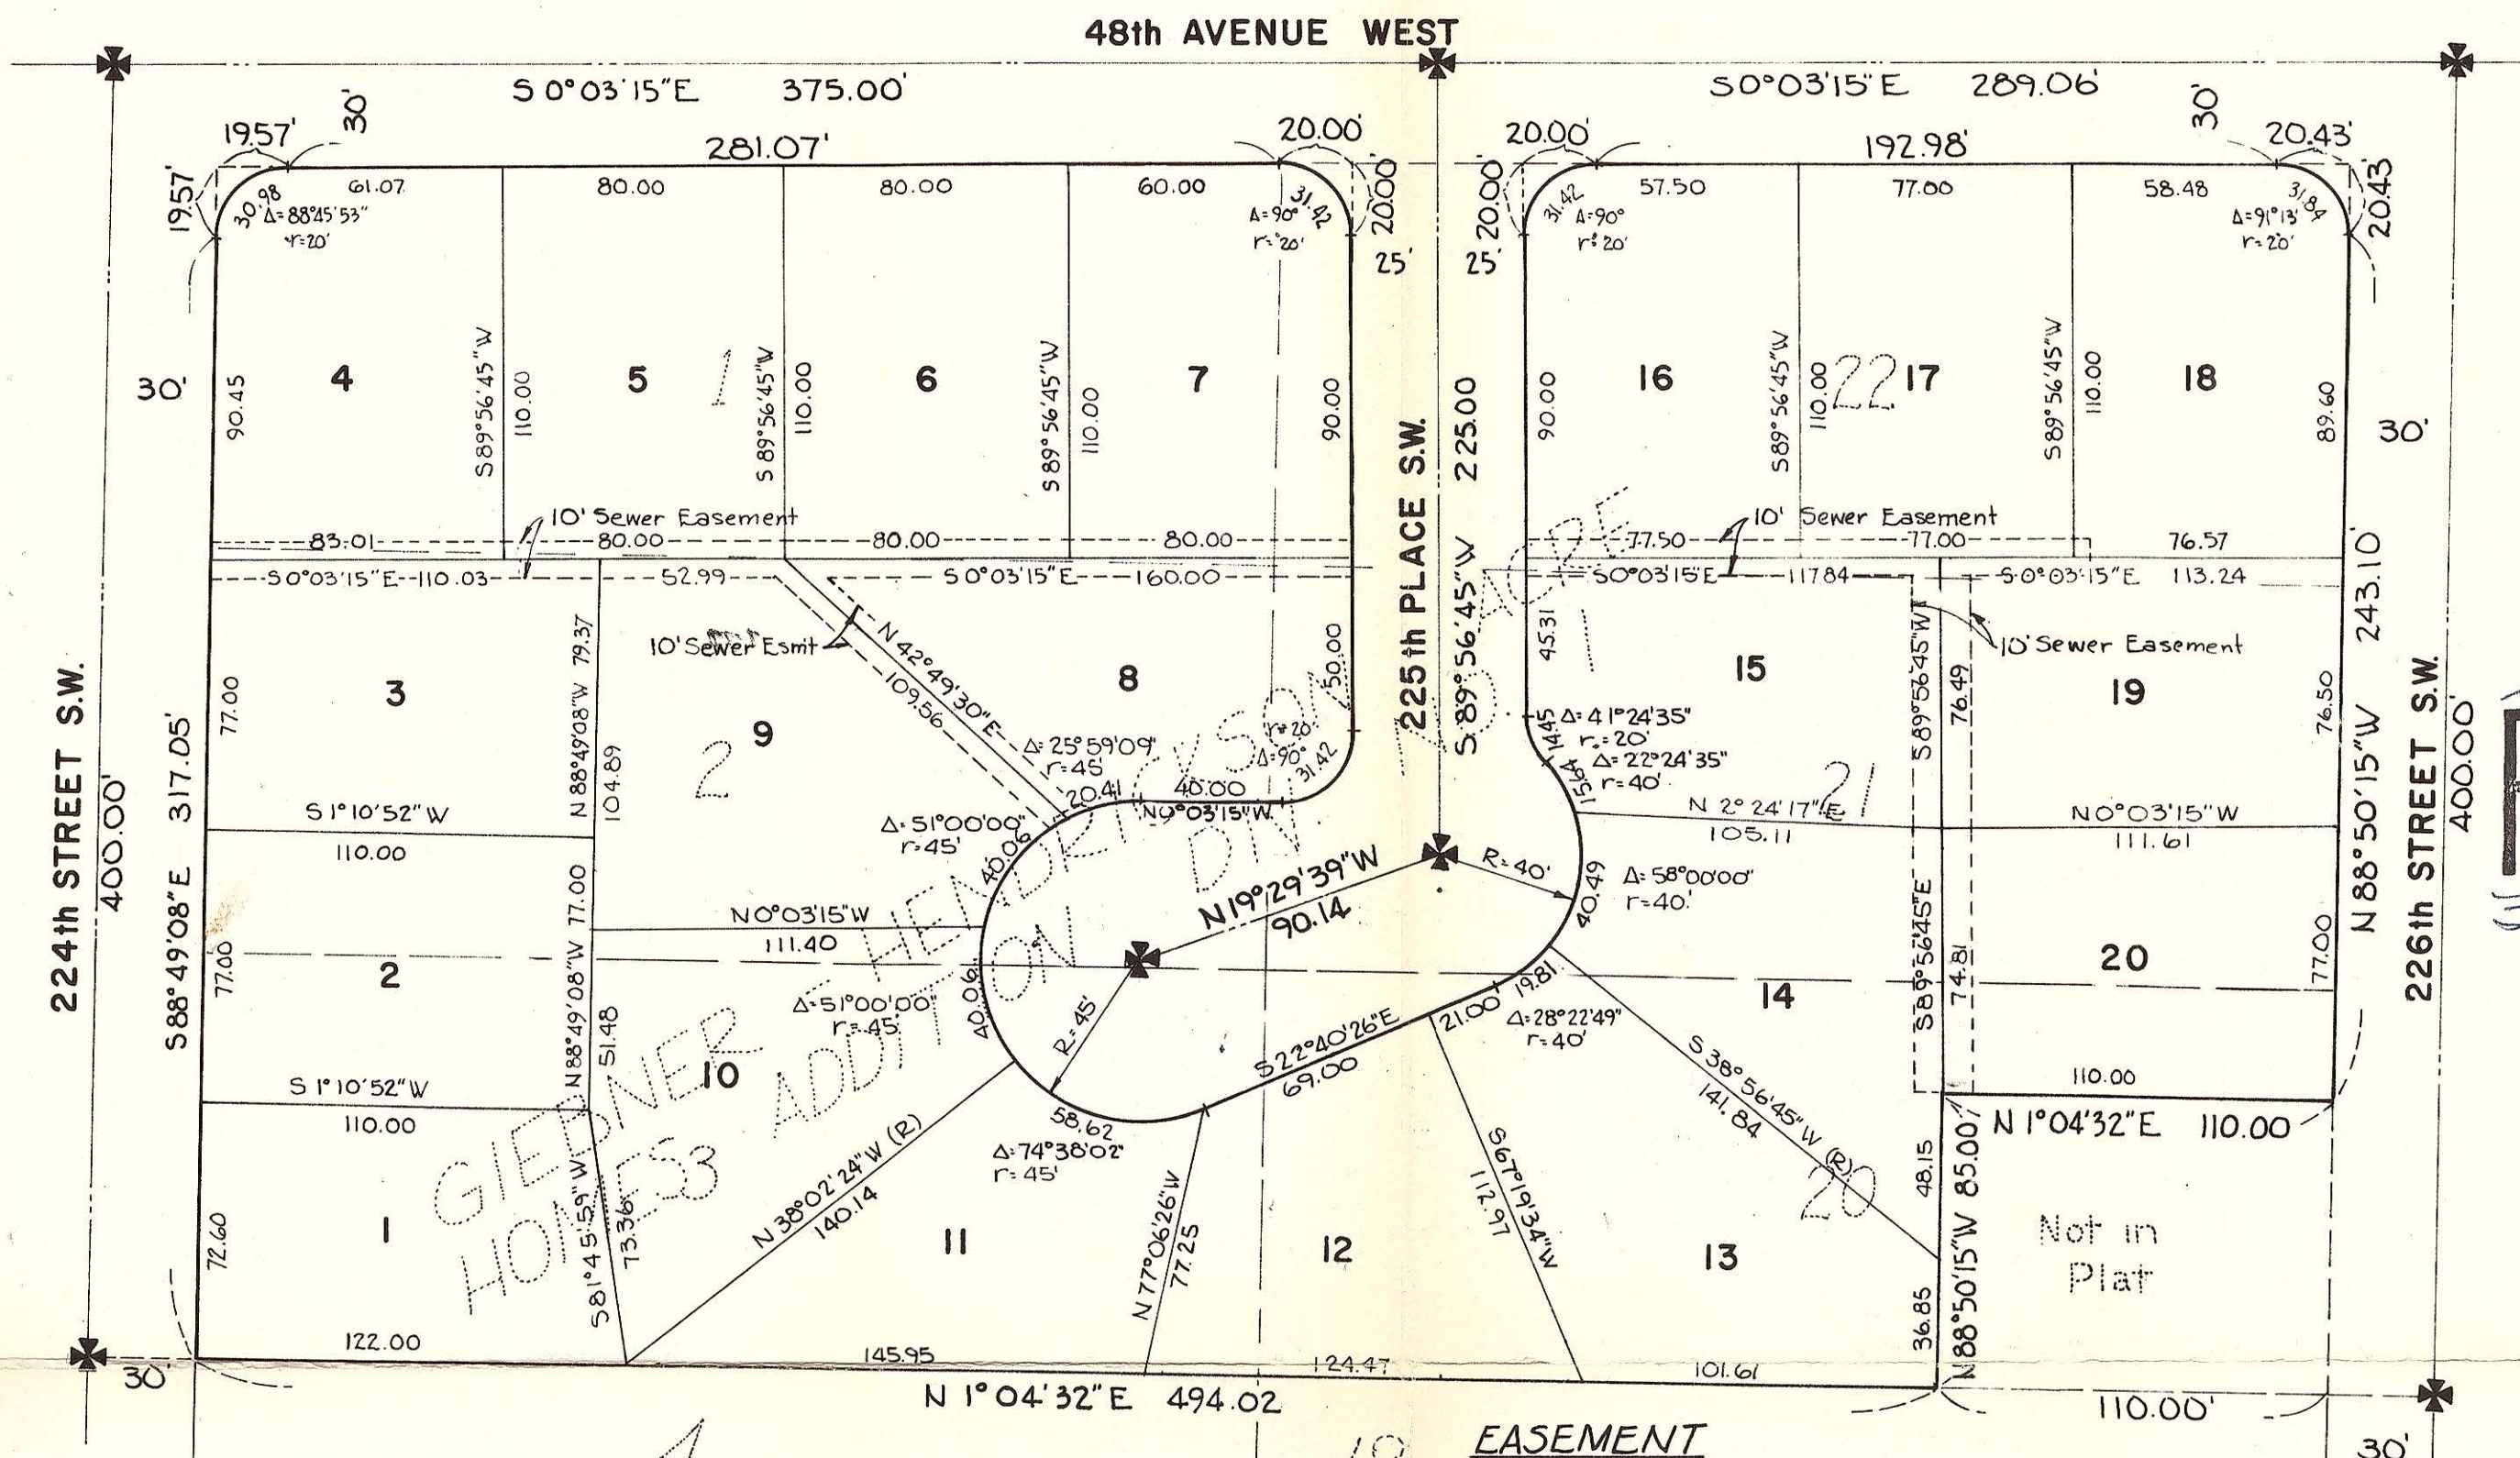 48th AVENUE WEST
S 0°03'15"E 375.00'
S0°03'15"E 289.06'
19.57' 30' 281.07' 20.00' 20.00' 192.98' 30' 20.43'
19.57' 61.07 80.00 80.00 60.00 20.00' 20.00' 57.50 77.00 58.48 20.43'
30.98 Δ=88°45'53" r=20'
31.42 Δ=90° r=20'
31.42 Δ=90° r=20'
31.84 Δ=91°13' r=20'
25' 25'
30' 90.45 4 S89°56'45"W 110.00 5 1 S89°56'45"W 110.00 6 S89°56'45"W 110.00 7 90.00
90.00 16 S89°56'45"W 110.00 22 17 S89°56'45"W 110.00 18 89.60 30'
225th PLACE S.W.
S 89°56'45"W 225.00
10' Sewer Easement
10' Sewer Easement
83.01 80.00 80.00 80.00 77.50 77.00 76.57
S0°03'15"E 110.03 52.99 S0°03'15"E 160.00 S0°03'15"E 117.84 S0°03'15"E 113.24
224th STREET S.W.
400.00'
S88°49'08"E 317.05'
226th STREET S.W.
400.00'
N 88°50'15"W 243.10'
3 77.00 N 88°49'08"W 79.37
104.89 9 2
10' Sewer Esmt
N 42°49'30"E
109.56
8 50.00
r=20'
Δ=90°
31.42
Δ=25°59'09"
r=45'
20.41 40.00
N0°03'15"W
45.31 15 S89°56'45"W 76.49 19 76.50
10' Sewer Easement
14.45 Δ=41°24'35"
r=20'
15.64 Δ=22°24'35"
r=40'
21
N 2°24'17"E
105.11
N0°03'15"W
111.61
S1°10'52"W
110.00
Δ=51°00'00"
r=45'
40.06
N19°29'39"W
90.14
R=40'
40.49 Δ=58°00'00"
r=40'
77.00 2 N88°49'08"W 77.00
N0°03'15"W
111.40
51.48
Δ=51°00'00"
r=45'
40.06
R=45'
10
14 S89°56'45"E 74.81 20 77.00
19.81
21.00
Δ=28°22'49"
r=40'
S22°40'26"E
69.00
S 38°56'45"W (R)
141.84
S1°10'52"W
110.00
58.62
Δ=74°38'02"
r=45'
110.00
N 1°04'32"E 110.00
GIEDNER HENDRICKSON
HOMES ADDITION
3
1 72.60
S81°45'59"W
73.36
N 38°02'24"W (R)
140.14
11
N 77°06'26"W
77.25
12
S67°19'34"W
112.97
13
20
48.15
36.85
N88°50'15"W 85.00'
Not in
Plat
122.00 145.95 124.47 101.61
30'
N 1°04'32"E 494.02
110.00'
EASEMENT
30'